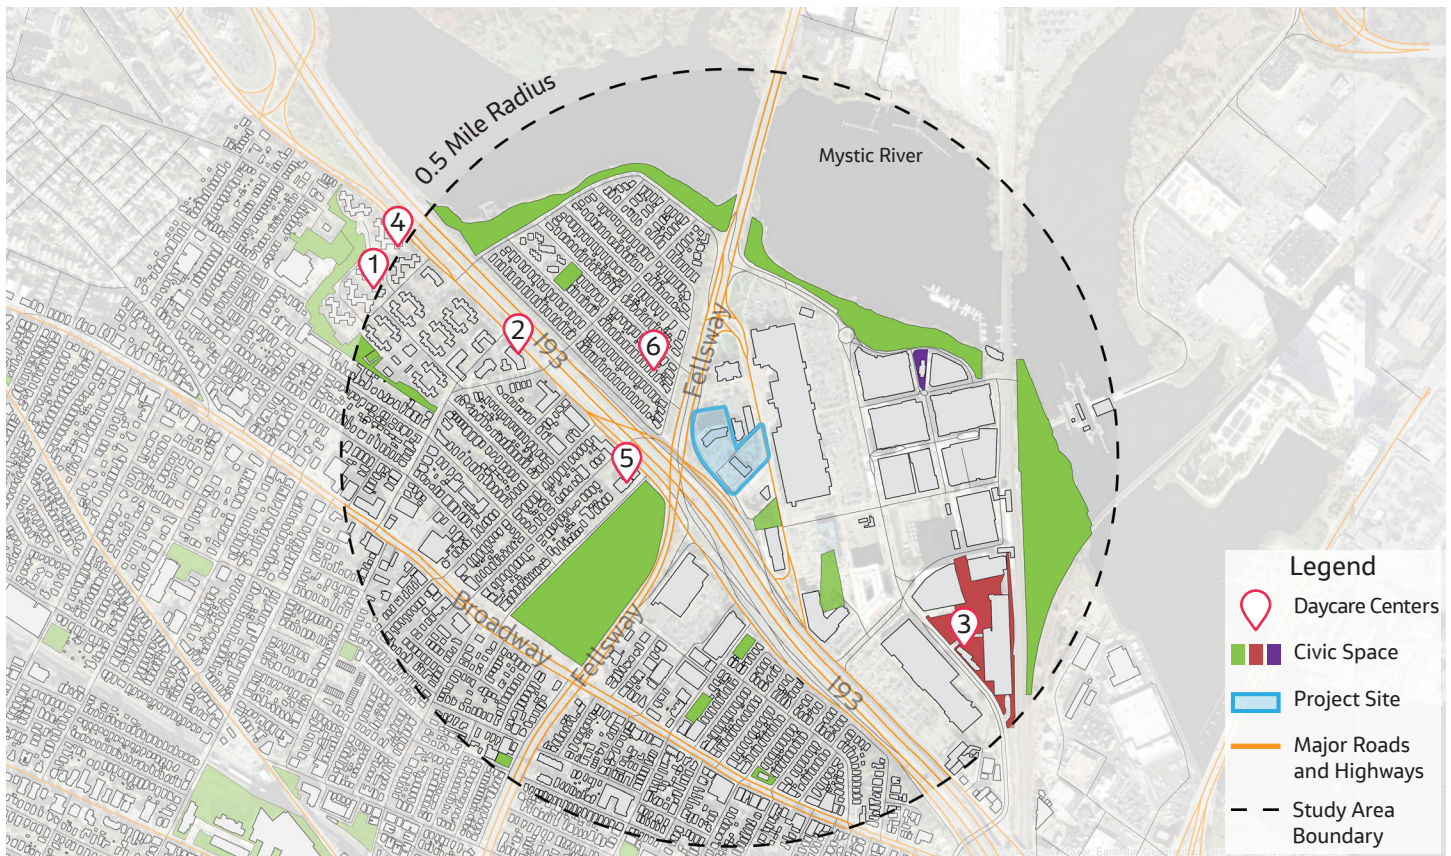 0.5 Mile Radius
Mystic River
4
1
2
I93
6
Fellsway
5
Broadway
Fellsway
3
I93
Legend
Daycare Centers
Civic Space
Project Site
Major Roads
and Highways
Study Area
Boundary